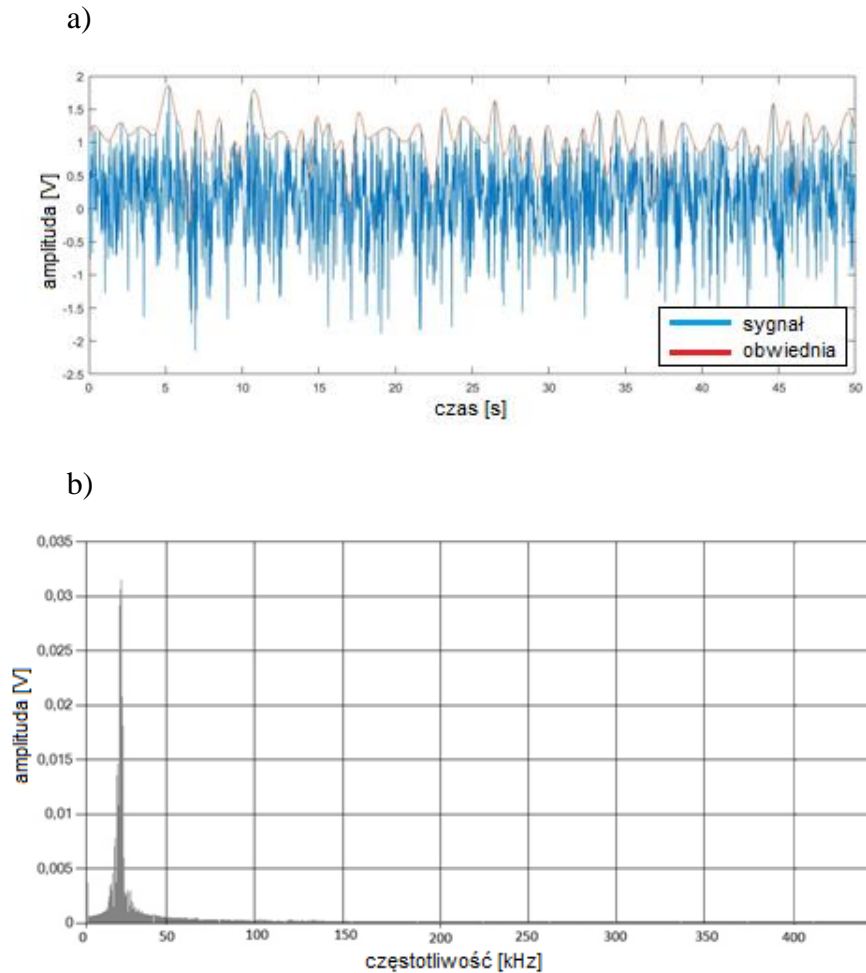 a)
2
1.5
1
0.5
0
-0.5
-1
-1.5
-2
-2.5
amplituda [V]
0 5 10 15 20 25 30 35 40 45 50
czas [s]
sygnał
obwiednia
b)
0,035
0,03
0,025
0,02
0,015
0,01
0,005
0
amplituda [V]
0 50 100 150 200 250 300 350 400
częstotliwość [kHz]